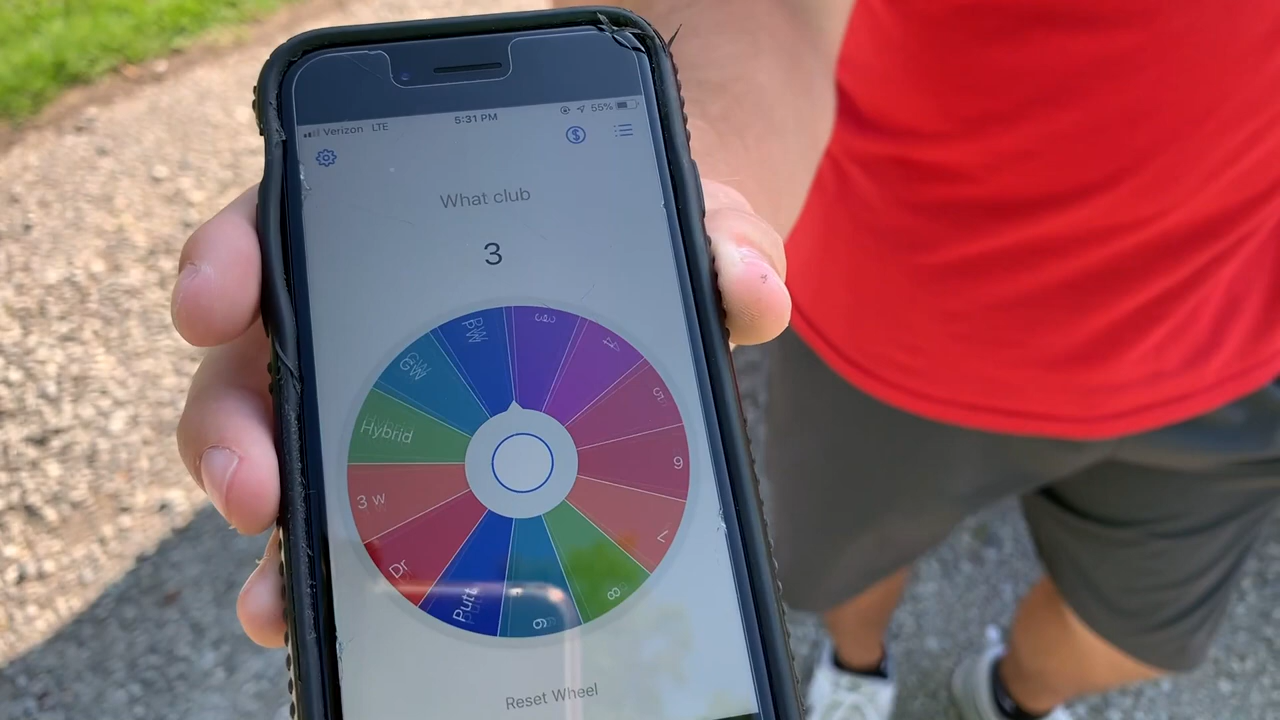 Verizon LTE 5:31 PM 55%
$
What club
3
3
4
5
6
7
8
9
Putt
Dr
3 w
Hybrid
GW
PW
Reset Wheel